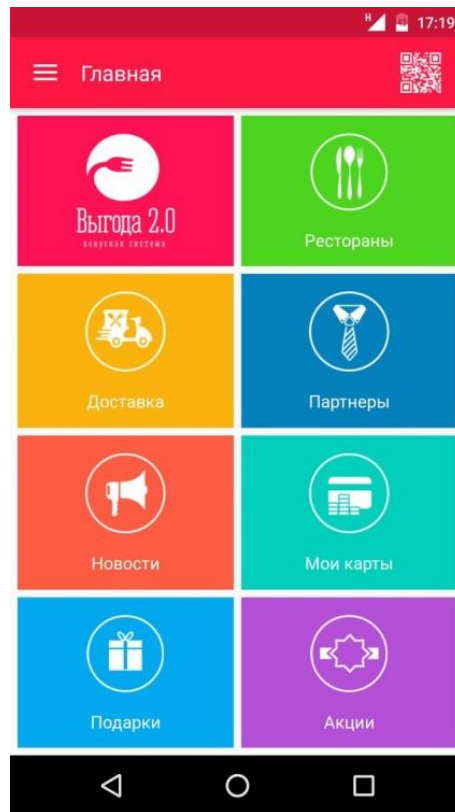 H 17:19
Главная
Выгода 2.0
бонусная система
Рестораны
Доставка
Партнеры
Новости
Мои карты
Подарки
Акции